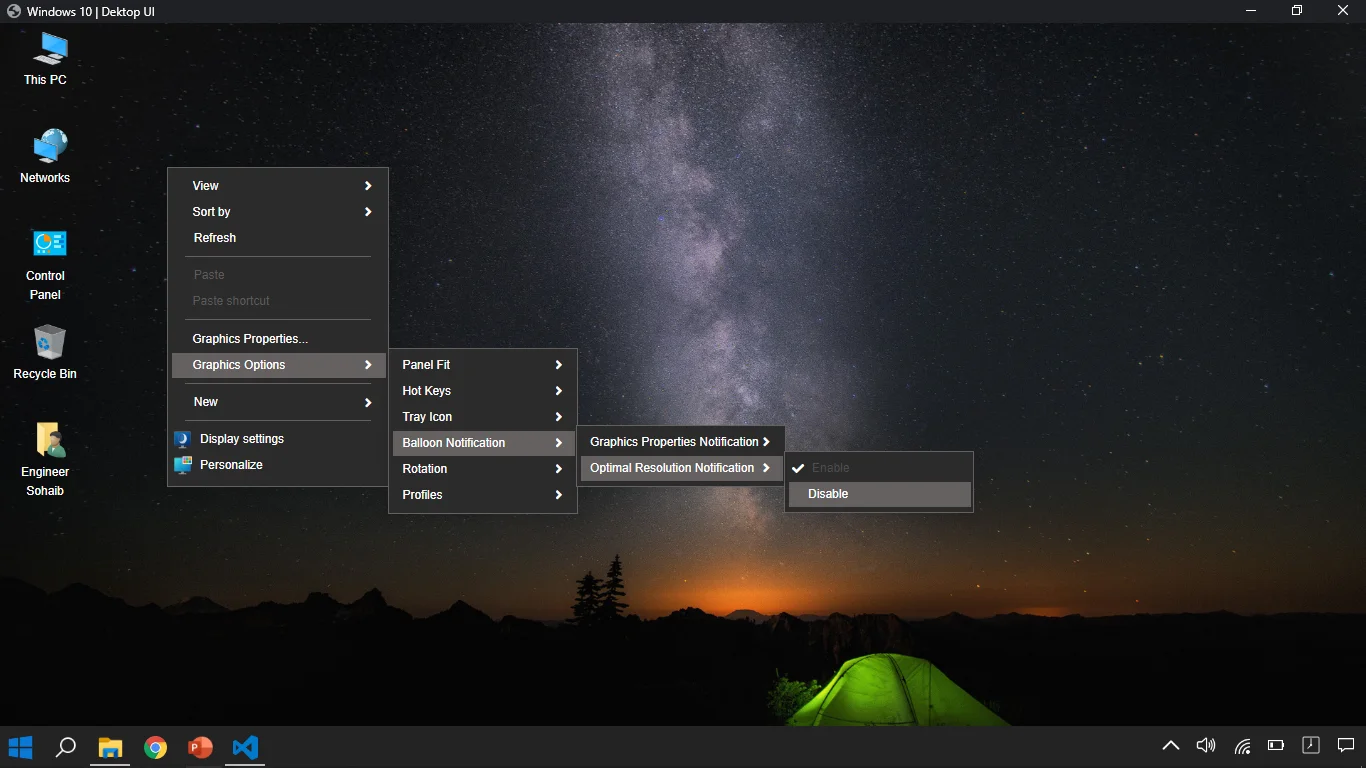 Windows 10 | Dektop UI
This PC
Networks
Control
Panel
Recycle Bin
Engineer
Sohaib
View
Sort by
Refresh
Paste
Paste shortcut
Graphics Properties...
Graphics Options
New
Display settings
Personalize
Panel Fit
Hot Keys
Tray Icon
Balloon Notification
Rotation
Profiles
Graphics Properties Notification
Optimal Resolution Notification
Enable
Disable
P